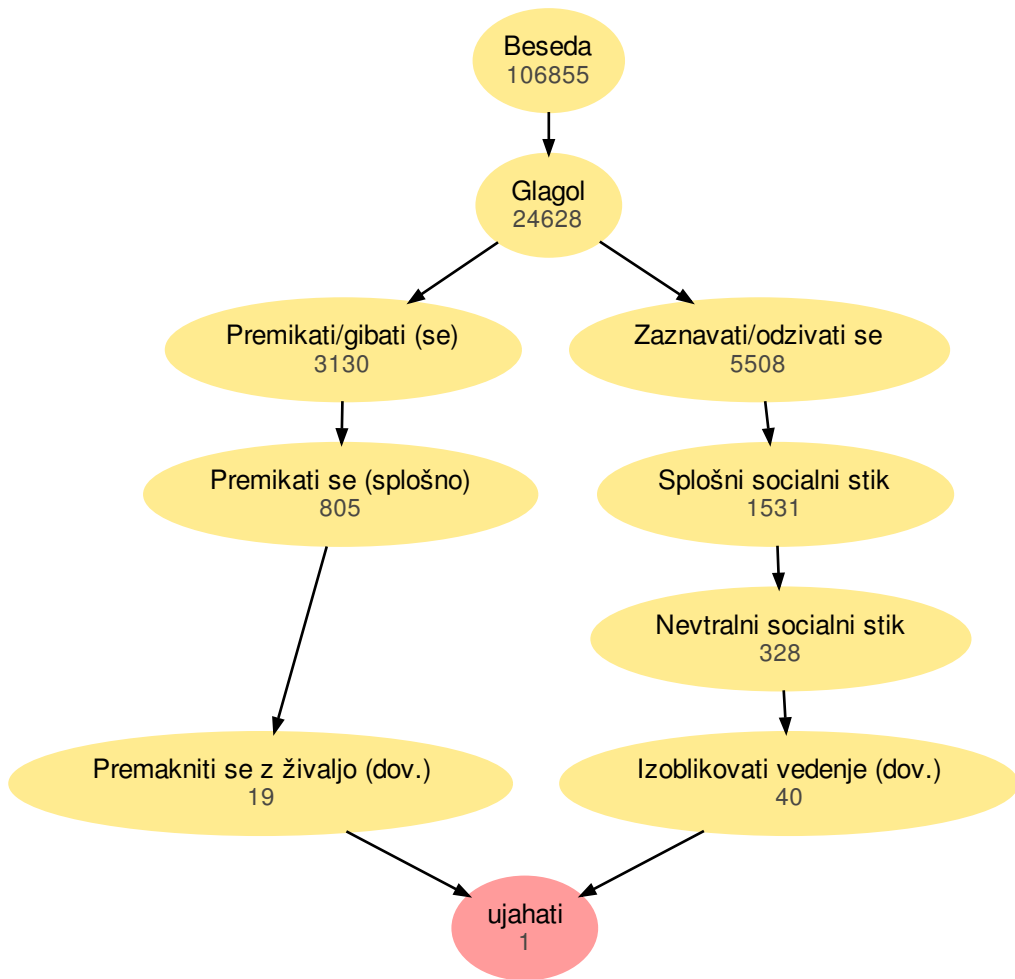 Beseda
106855
Glagol
24628
Premikati/gibati (se)
3130
Zaznavati/odzivati se
5508
Premikati se (splošno)
805
Splošni socialni stik
1531
Nevtralni socialni stik
328
Premakniti se z živaljo (dov.)
19
Izoblikovati vedenje (dov.)
40
ujahati
1